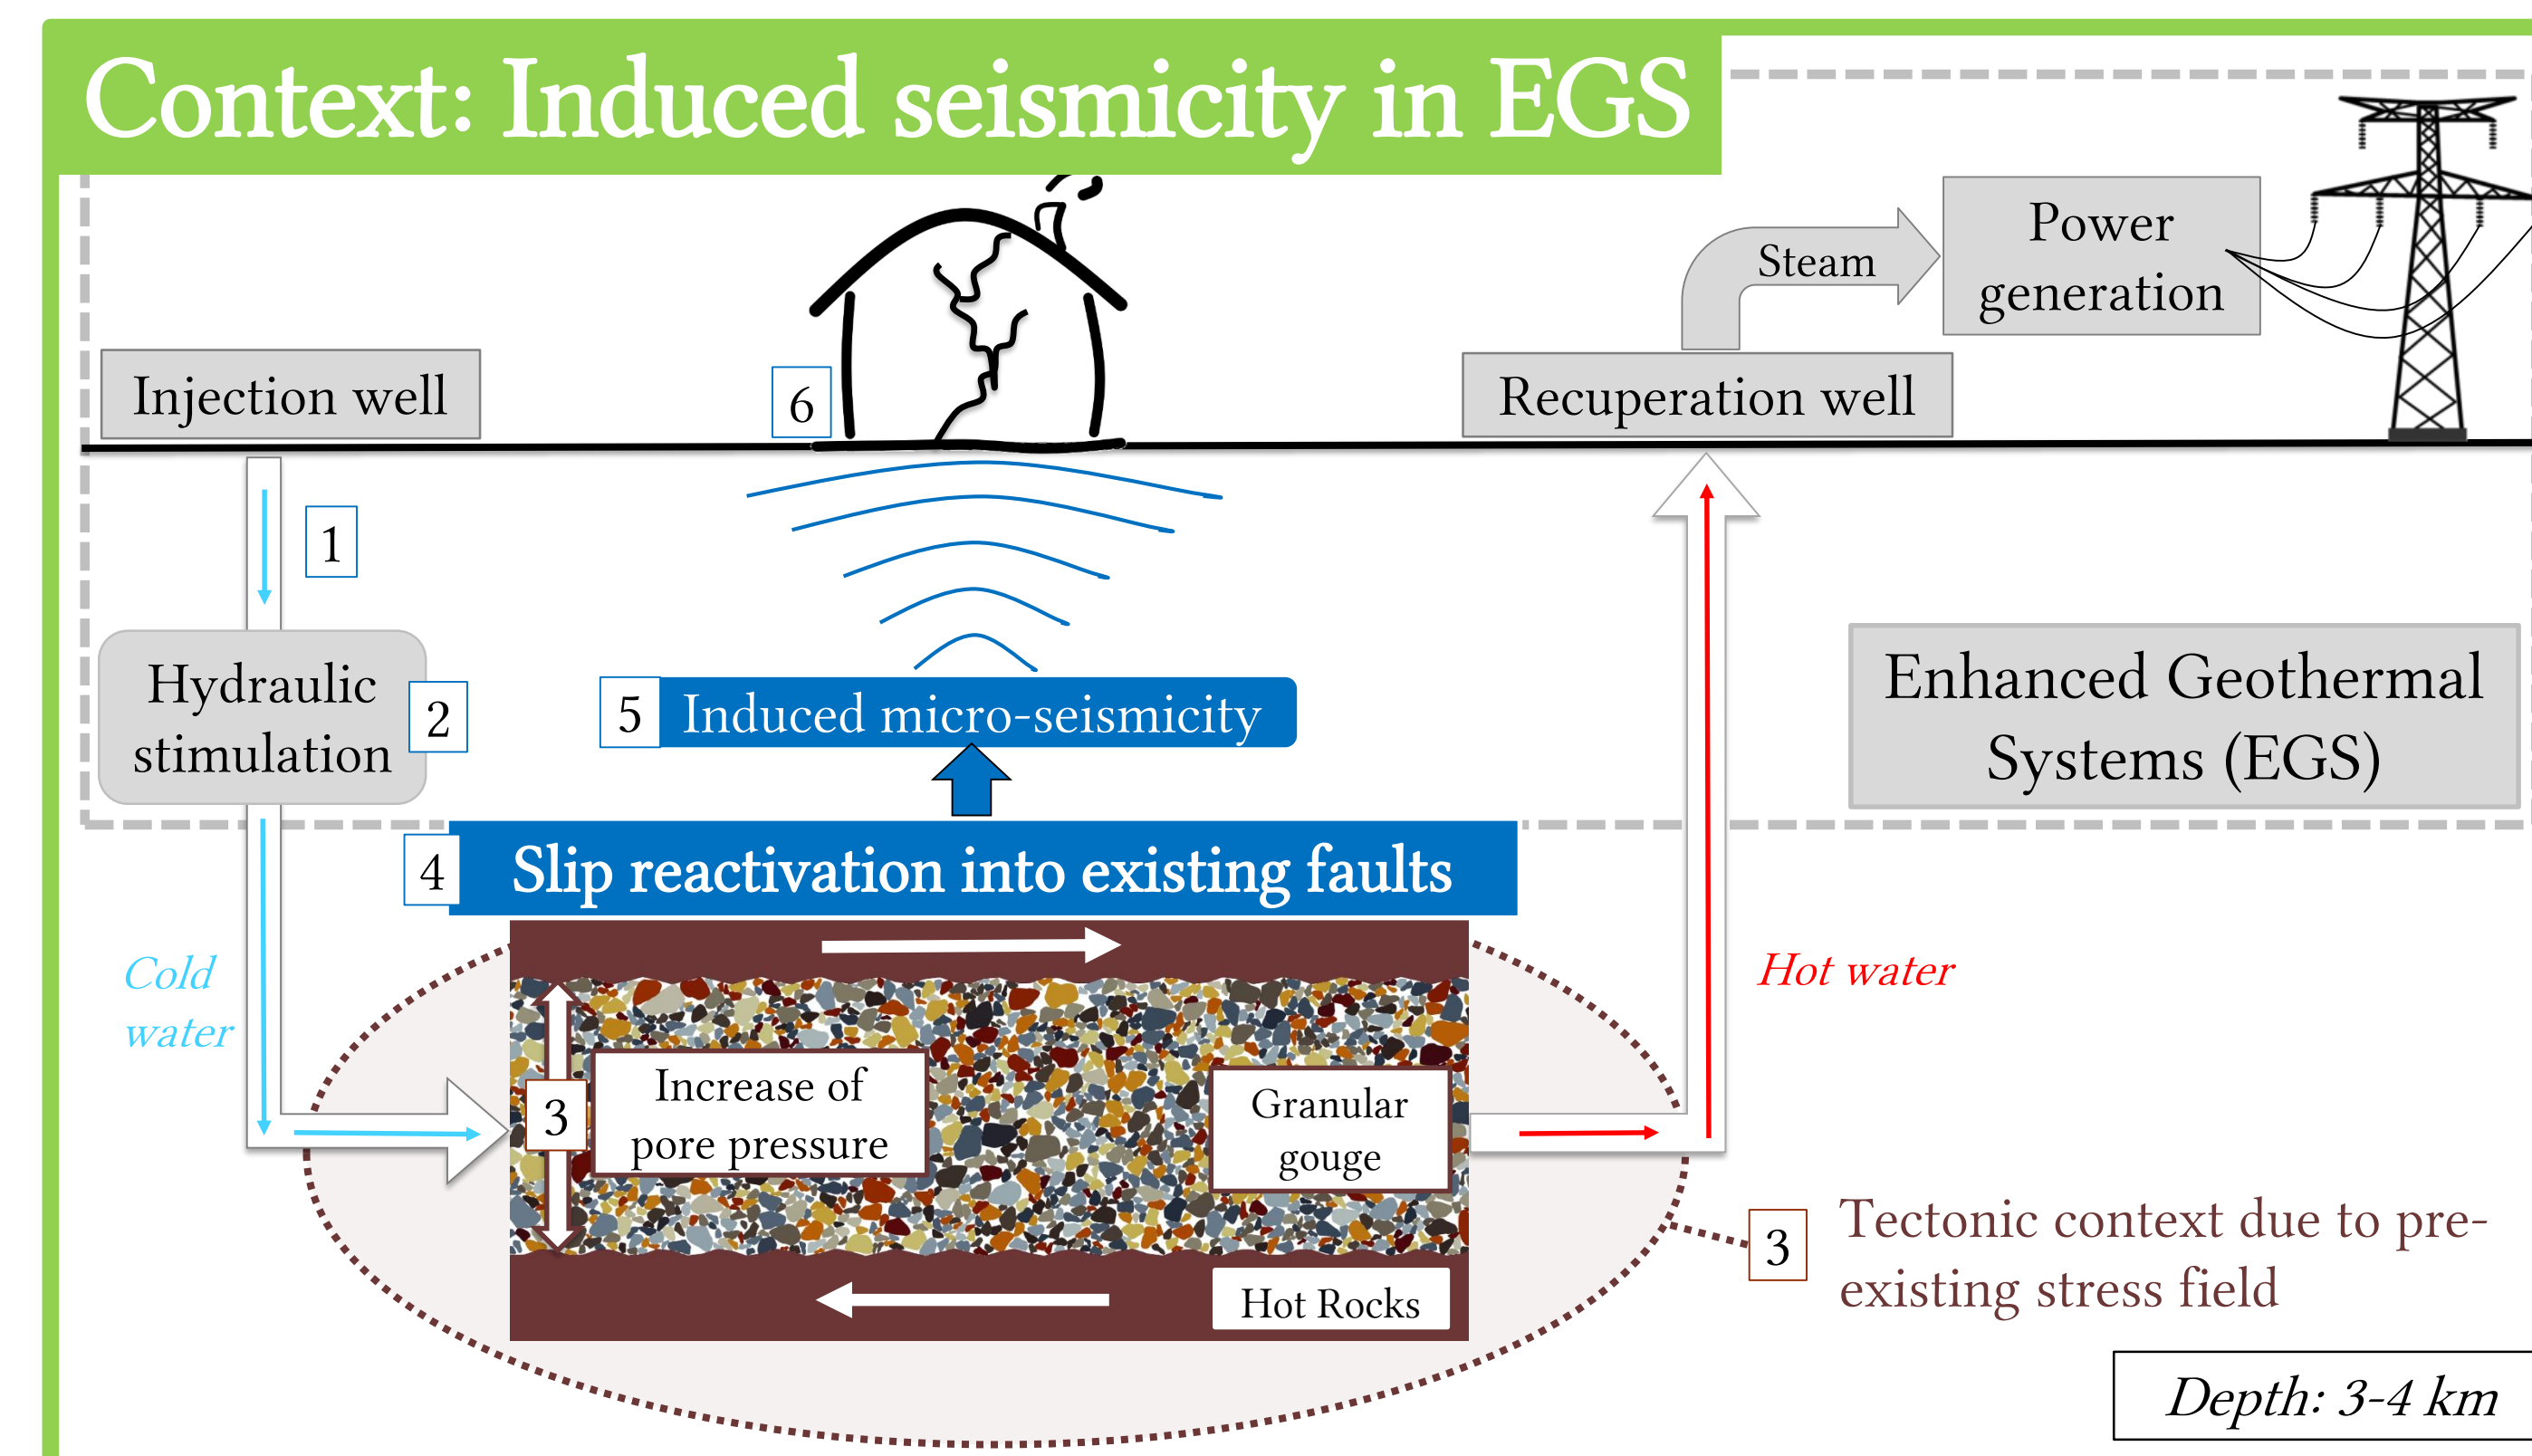 Context: Induced seismicity in EGS
Steam
Power
generation
Injection well
6
Recuperation well
1
Hydraulic
stimulation
2
5
Induced micro-seismicity
Enhanced Geothermal
Systems (EGS)
4
Slip reactivation into existing faults
Cold
water
Hot water
3
Increase of
pore pressure
Granular
gouge
Hot Rocks
3
Tectonic context due to pre-
existing stress field
Depth: 3-4 km